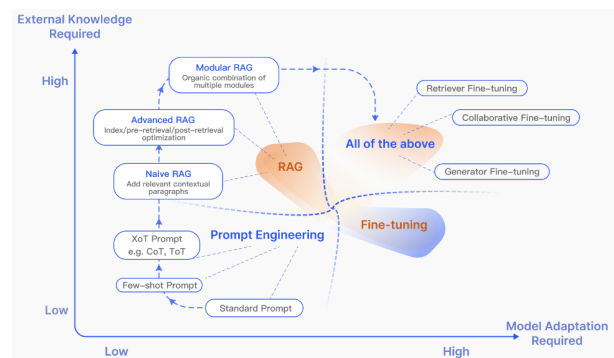 External Knowledge
Required
High
Modular RAG
Organic combination of
multiple modules
Retriever Fine-tuning
Advanced RAG
Index/pre-retrieval/post-retrieval
optimization
Collaborative Fine-tuning
All of the above
RAG
Naive RAG
Add relevant contextual
paragraphs
Generator Fine-tuning
Fine-tuning
XoT Prompt
e.g. CoT, ToT
Prompt Engineering
Few-shot Prompt
Standard Prompt
Low
Model Adaptation
Required
Low
High